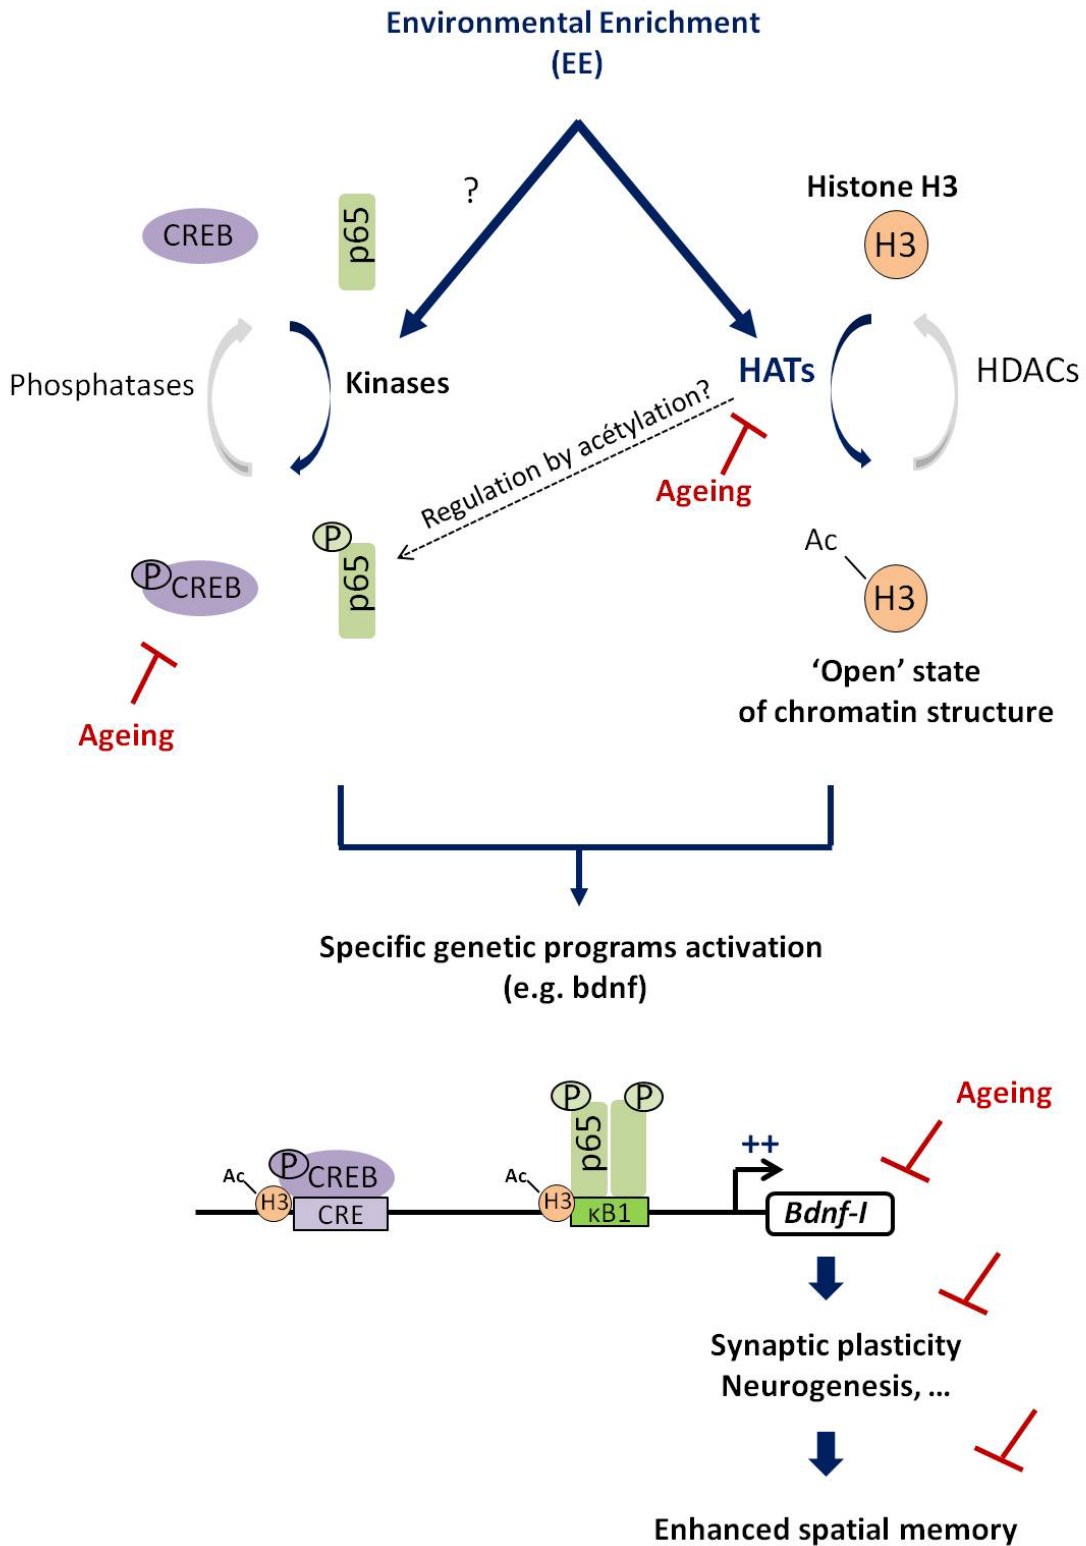 Environmental Enrichment
(EE)
?
Histone H3
CREB
p65
H3
Phosphatases
Kinases
HATs
HDACs
Regulation by acétylation?
Ageing
P
CREB
P
p65
Ac
H3
Ageing
‘Open’ state
of chromatin structure
Specific genetic programs activation
(e.g. bdnf)
Ageing
P
p65
P
++
Ac
H3
P
CREB
CRE
Ac
H3
κB1
Bdnf-I
Synaptic plasticity
Neurogenesis, ...
Enhanced spatial memory